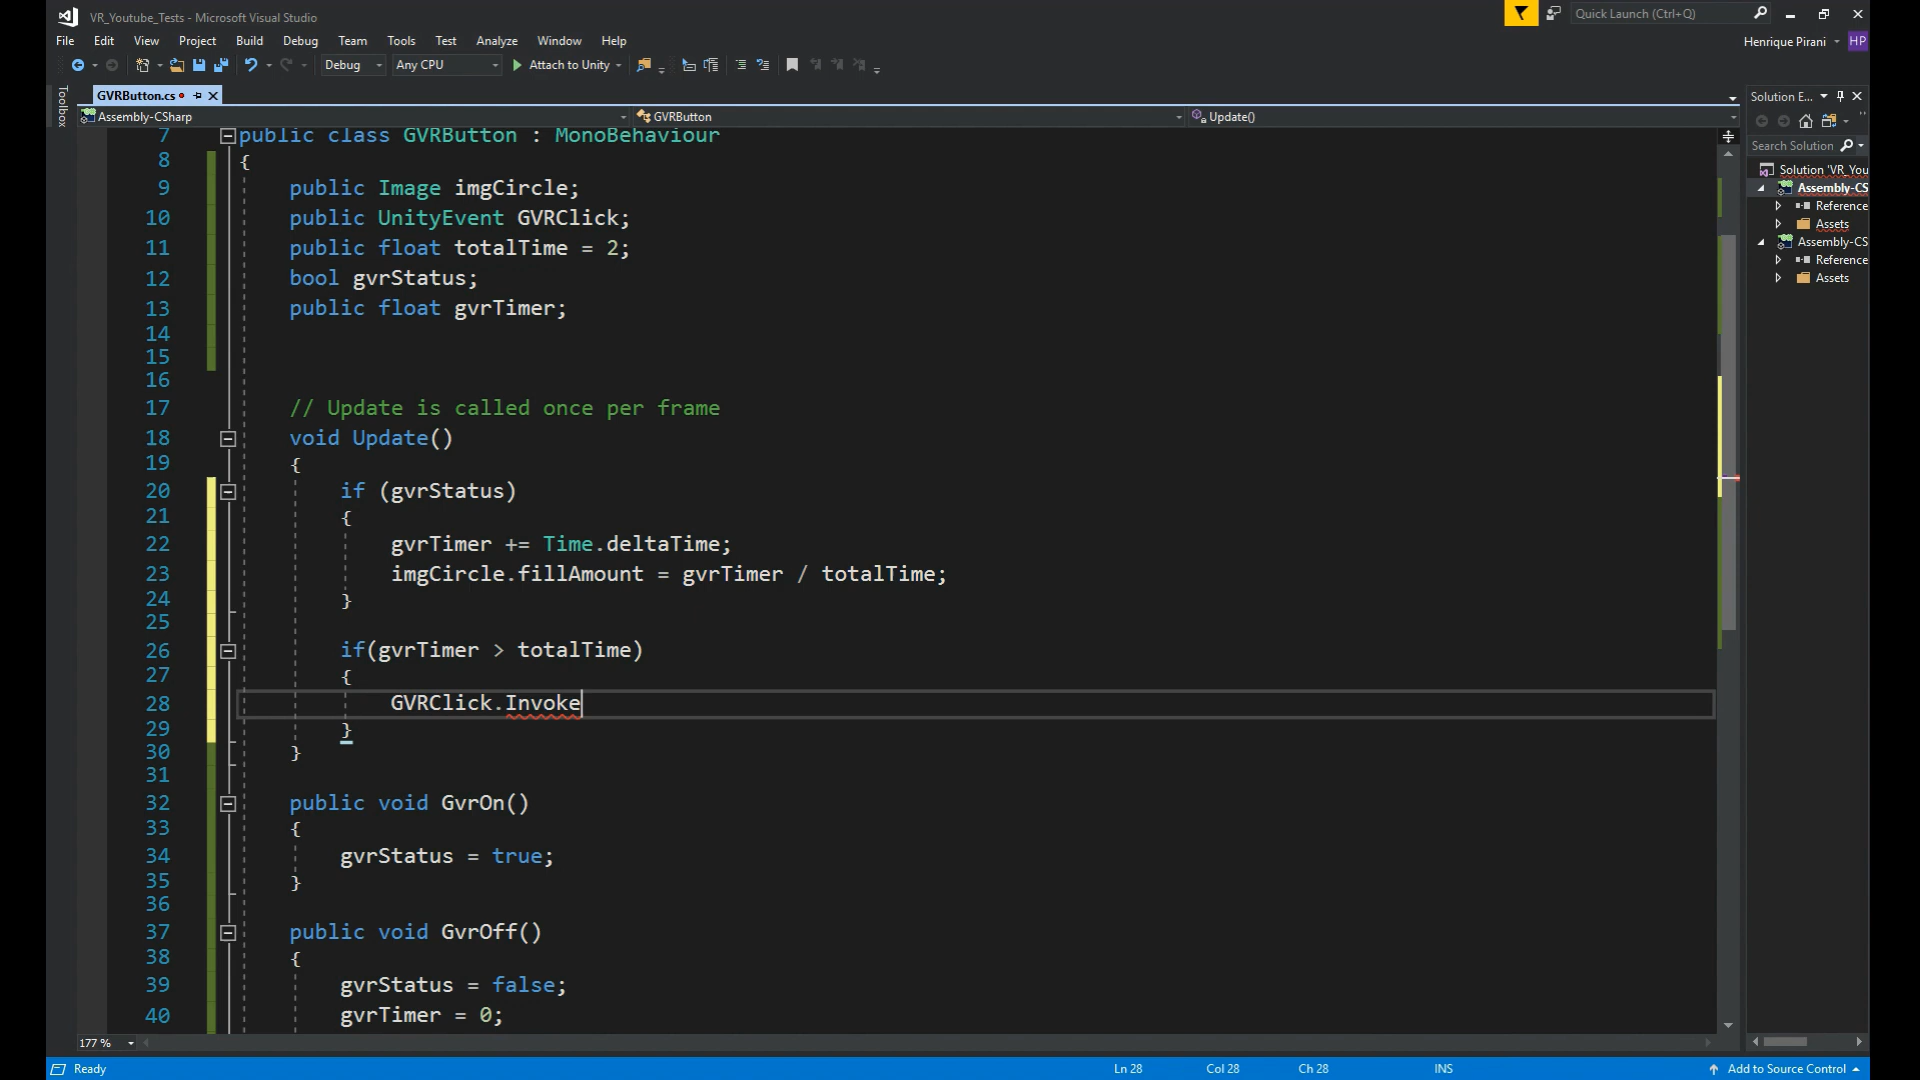 VR_Youtube_Tests - Microsoft Visual Studio
Quick Launch (Ctrl+Q)
File Edit View Project Build Debug Team Tools Test Analyze Window Help
Henrique Pirani HP
Debug Any CPU Attach to Unity
Toolbox
GVRButton.cs
Solution E...
Assembly-CSharp GVRButton Update()
Search Solution
Solution 'VR_You
Assembly-CS
Reference
Assets
Assembly-CS
Reference
Assets
7 public class GVRButton : MonoBehaviour
8 {
9 public Image imgCircle;
10 public UnityEvent GVRClick;
11 public float totalTime = 2;
12 bool gvrStatus;
13 public float gvrTimer;
14
15
16
17 // Update is called once per frame
18 void Update()
19 {
20 if (gvrStatus)
21 {
22 gvrTimer += Time.deltaTime;
23 imgCircle.fillAmount = gvrTimer / totalTime;
24 }
25
26 if(gvrTimer > totalTime)
27 {
28 GVRClick.Invoke
29 }
30 }
31
32 public void GvrOn()
33 {
34 gvrStatus = true;
35 }
36
37 public void GvrOff()
38 {
39 gvrStatus = false;
40 gvrTimer = 0;
177 %
Ready Ln 28 Col 28 Ch 28 INS Add to Source Control